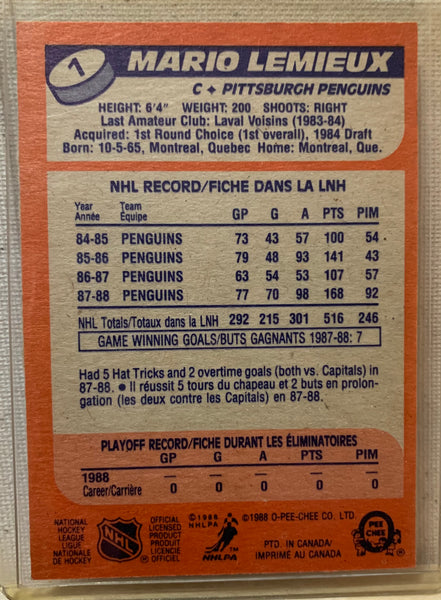 1
MARIO LEMIEUX
C ♦ PITTSBURGH PENGUINS
HEIGHT: 6'4" WEIGHT: 200 SHOOTS: RIGHT
Last Amateur Club: Laval Voisins (1983-84)
Acquired: 1st Round Choice (1st overall), 1984 Draft
Born: 10-5-65, Montreal, Quebec Home: Montreal, Que.
NHL RECORD/FICHE DANS LA LNH
Year Team
Année Équipe GP G A PTS PIM
84-85 PENGUINS 73 43 57 100 54
85-86 PENGUINS 79 48 93 141 43
86-87 PENGUINS 63 54 53 107 57
87-88 PENGUINS 77 70 98 168 92
NHL Totals/Totaux dans la LNH 292 215 301 516 246
GAME WINNING GOALS/BUTS GAGNANTS 1987-88: 7
Had 5 Hat Tricks and 2 overtime goals (both vs. Capitals) in
87-88. • Il réussit 5 tours du chapeau et 2 buts en prolon-
gation (les deux contre les Capitals) en 87-88.
PLAYOFF RECORD/FICHE DURANT LES ÉLIMINATOIRES
GP G A PTS PIM
1988 — — — — —
Career/Carrière 0 0 0 0 0
NATIONAL
HOCKEY
LEAGUE
LIGUE
NATIONALE
DE HOCKEY
NHL
OFFICIAL
LICENSED
PRODUCT
PRODUIT
OFFICIEL
©1988
NHLPA
NHLPA
©1988 O-PEE-CHEE CO. LTD.
PTD. IN CANADA/
IMPRIMÉ AU CANADA
O
PEE
CHEE